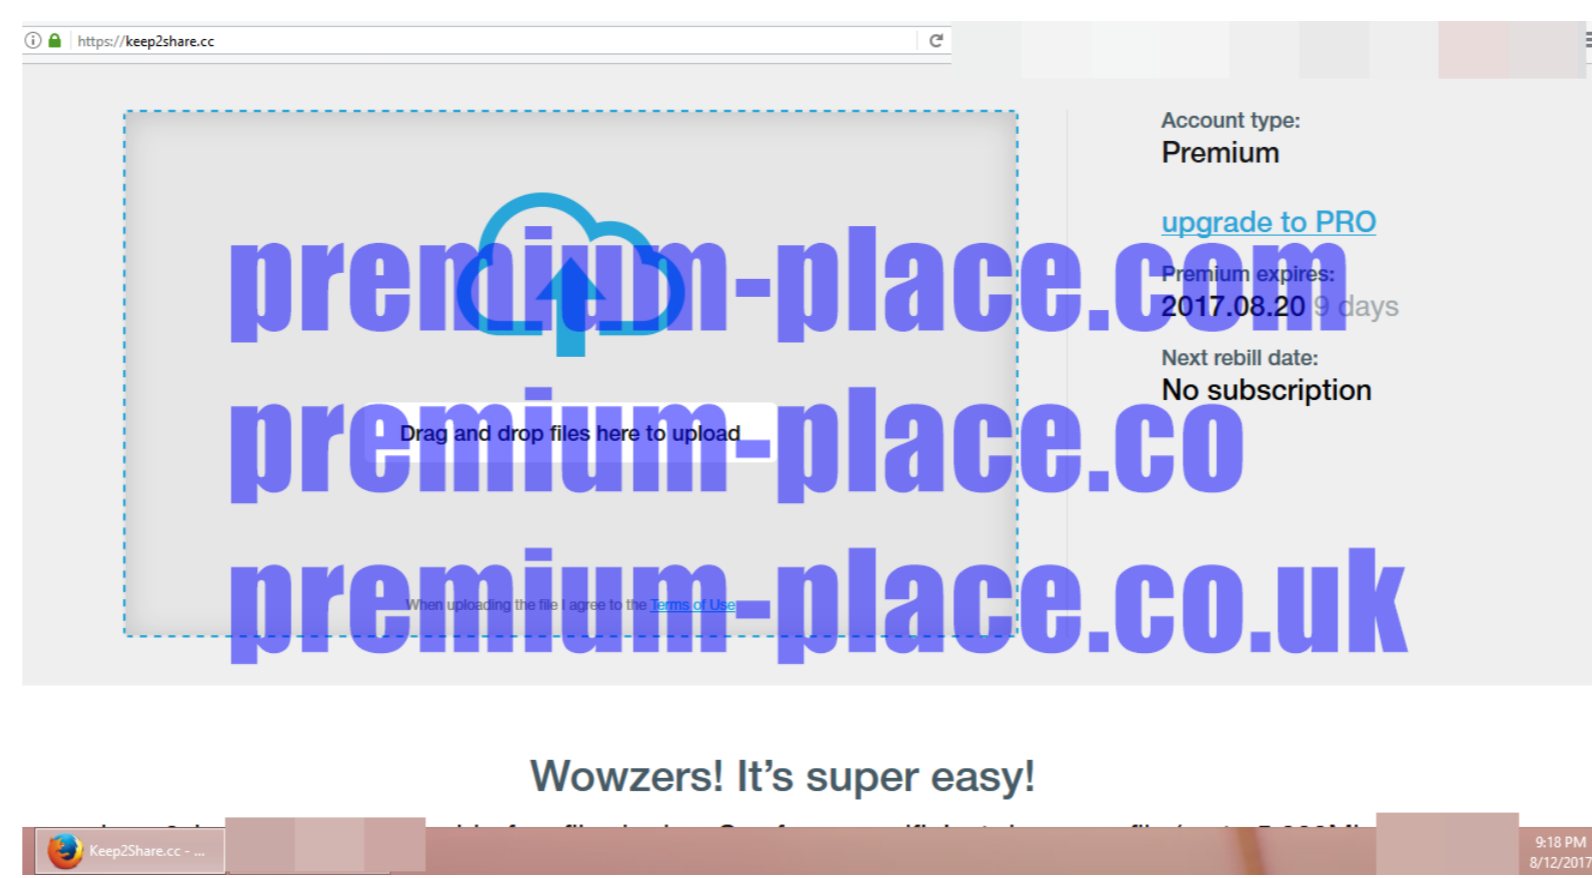 https://keep2share.cc
Account type:
Premium
upgrade to PRO
Premium expires:
2017.08.20 9 days
Next rebill date:
No subscription
premium-place.com
premium-place.co
premium-place.co.uk
Drag and drop files here to upload
When uploading the file I agree to the Terms of Use
Wowzers! It's super easy!
Keep2Share.cc - ...
9:18 PM
8/12/2017